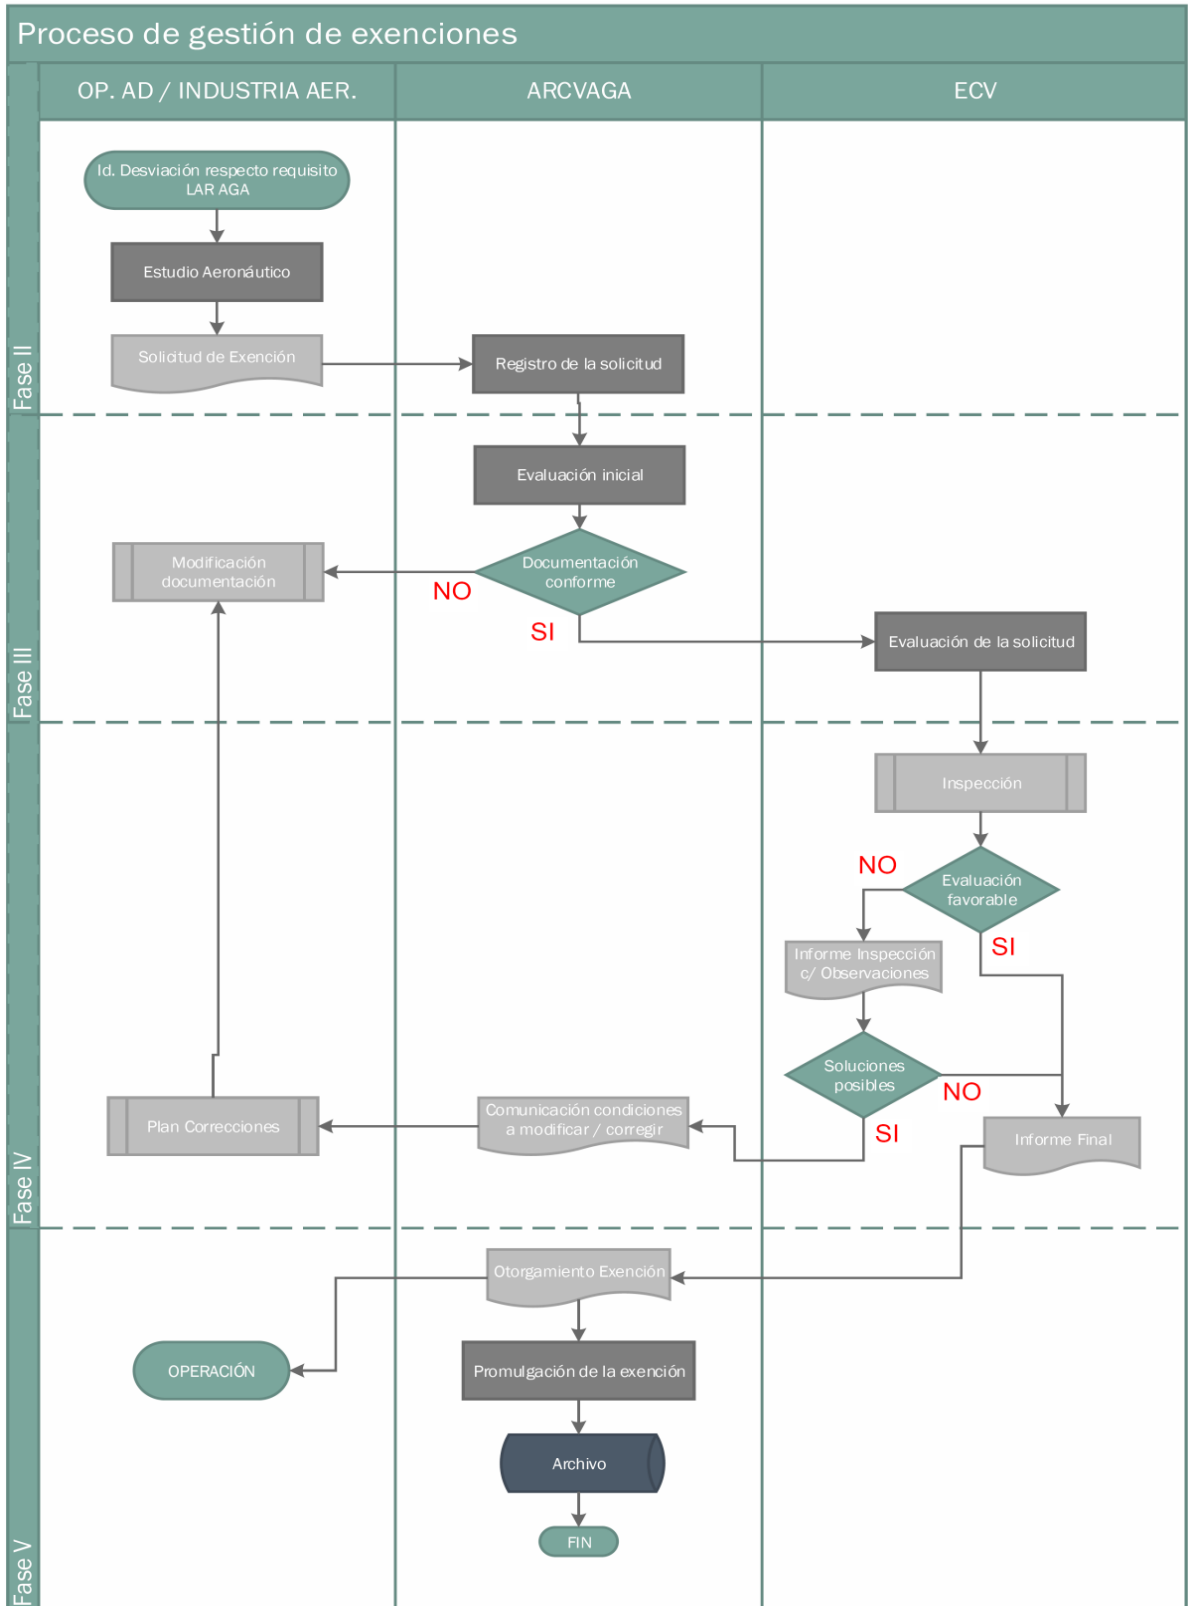 Proceso de gestión de exenciones
OP. AD / INDUSTRIA AER.
ARCVAGA
ECV
Fase II
Id. Desviación respecto requisito
LAR AGA
Estudio Aeronáutico
Solicitud de Exención
Registro de la solicitud
Fase III
Evaluación inicial
Documentación
conforme
NO
SI
Modificación
documentación
Evaluación de la solicitud
Fase IV
Inspección
Evaluación
favorable
NO
SI
Informe Inspección
c/ Observaciones
Soluciones
posibles
NO
SI
Comunicación condiciones
a modificar / corregir
Plan Correcciones
Informe Final
Fase V
Otorgamiento Exención
OPERACIÓN
Promulgación de la exención
Archivo
FIN